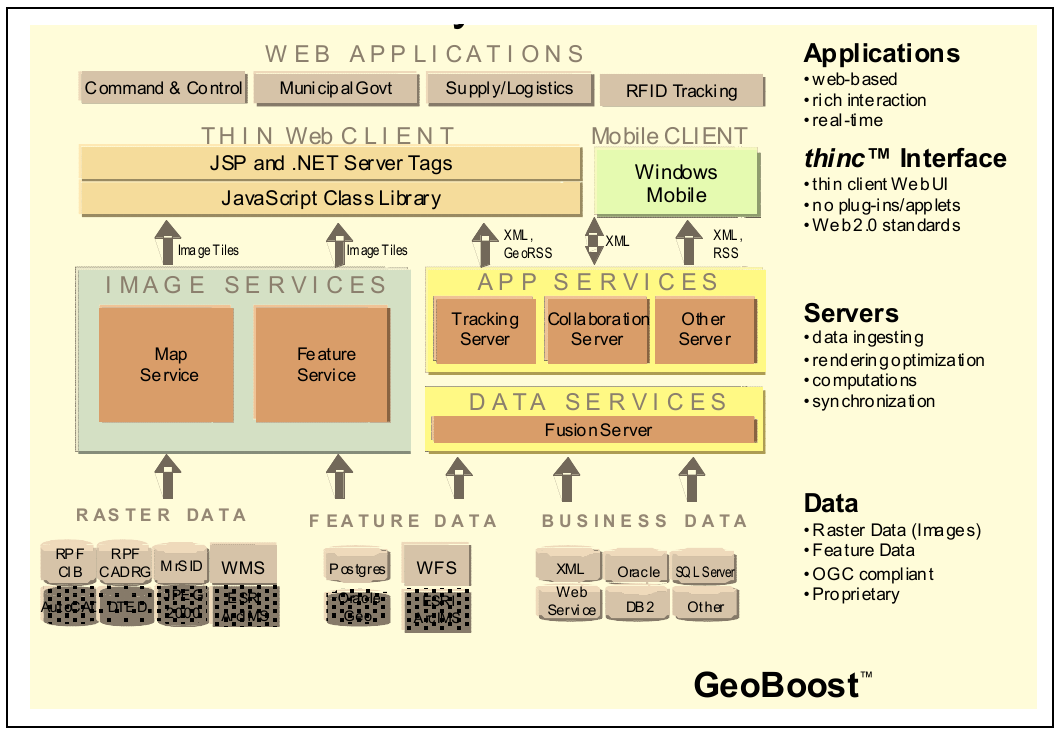 WEB APPLICATIONS
Command & Control
Municipal Govt
Supply/Logistics
RFID Tracking
THIN Web CLIENT
Mobile CLIENT
JSP and .NET Server Tags
JavaScript Class Library
Windows
Mobile
Image Tiles
Image Tiles
XML,
GeoRSS
XML
XML,
RSS
IMAGE SERVICES
Map
Service
Feature
Service
APP SERVICES
Tracking
Server
Collaboration
Server
Other
Server
DATA SERVICES
Fusion Server
RASTER DATA
FEATURE DATA
BUSINESS DATA
RPF
CIB
RPF
CADRG
MrSID
WMS
DTED
JPEG
2000
ESRI
ArcIMS
Postgres
WFS
Oracle
Geo
ESRI
ArcIMS
XML
Oracle
SQL Server
Web
Service
DB2
Other
Applications
• web-based
• rich interaction
• real-time
thinc™ Interface
• thin client Web UI
• no plug-ins/applets
• Web 2.0 standards
Servers
• data ingesting
• rendering optimization
• computations
• synchronization
Data
• Raster Data (Images)
• Feature Data
• OGC compliant
• Proprietary
GeoBoost™